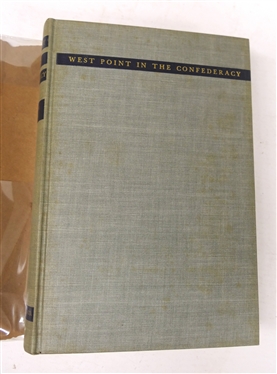 WEST POINT IN THE CONFEDERACY